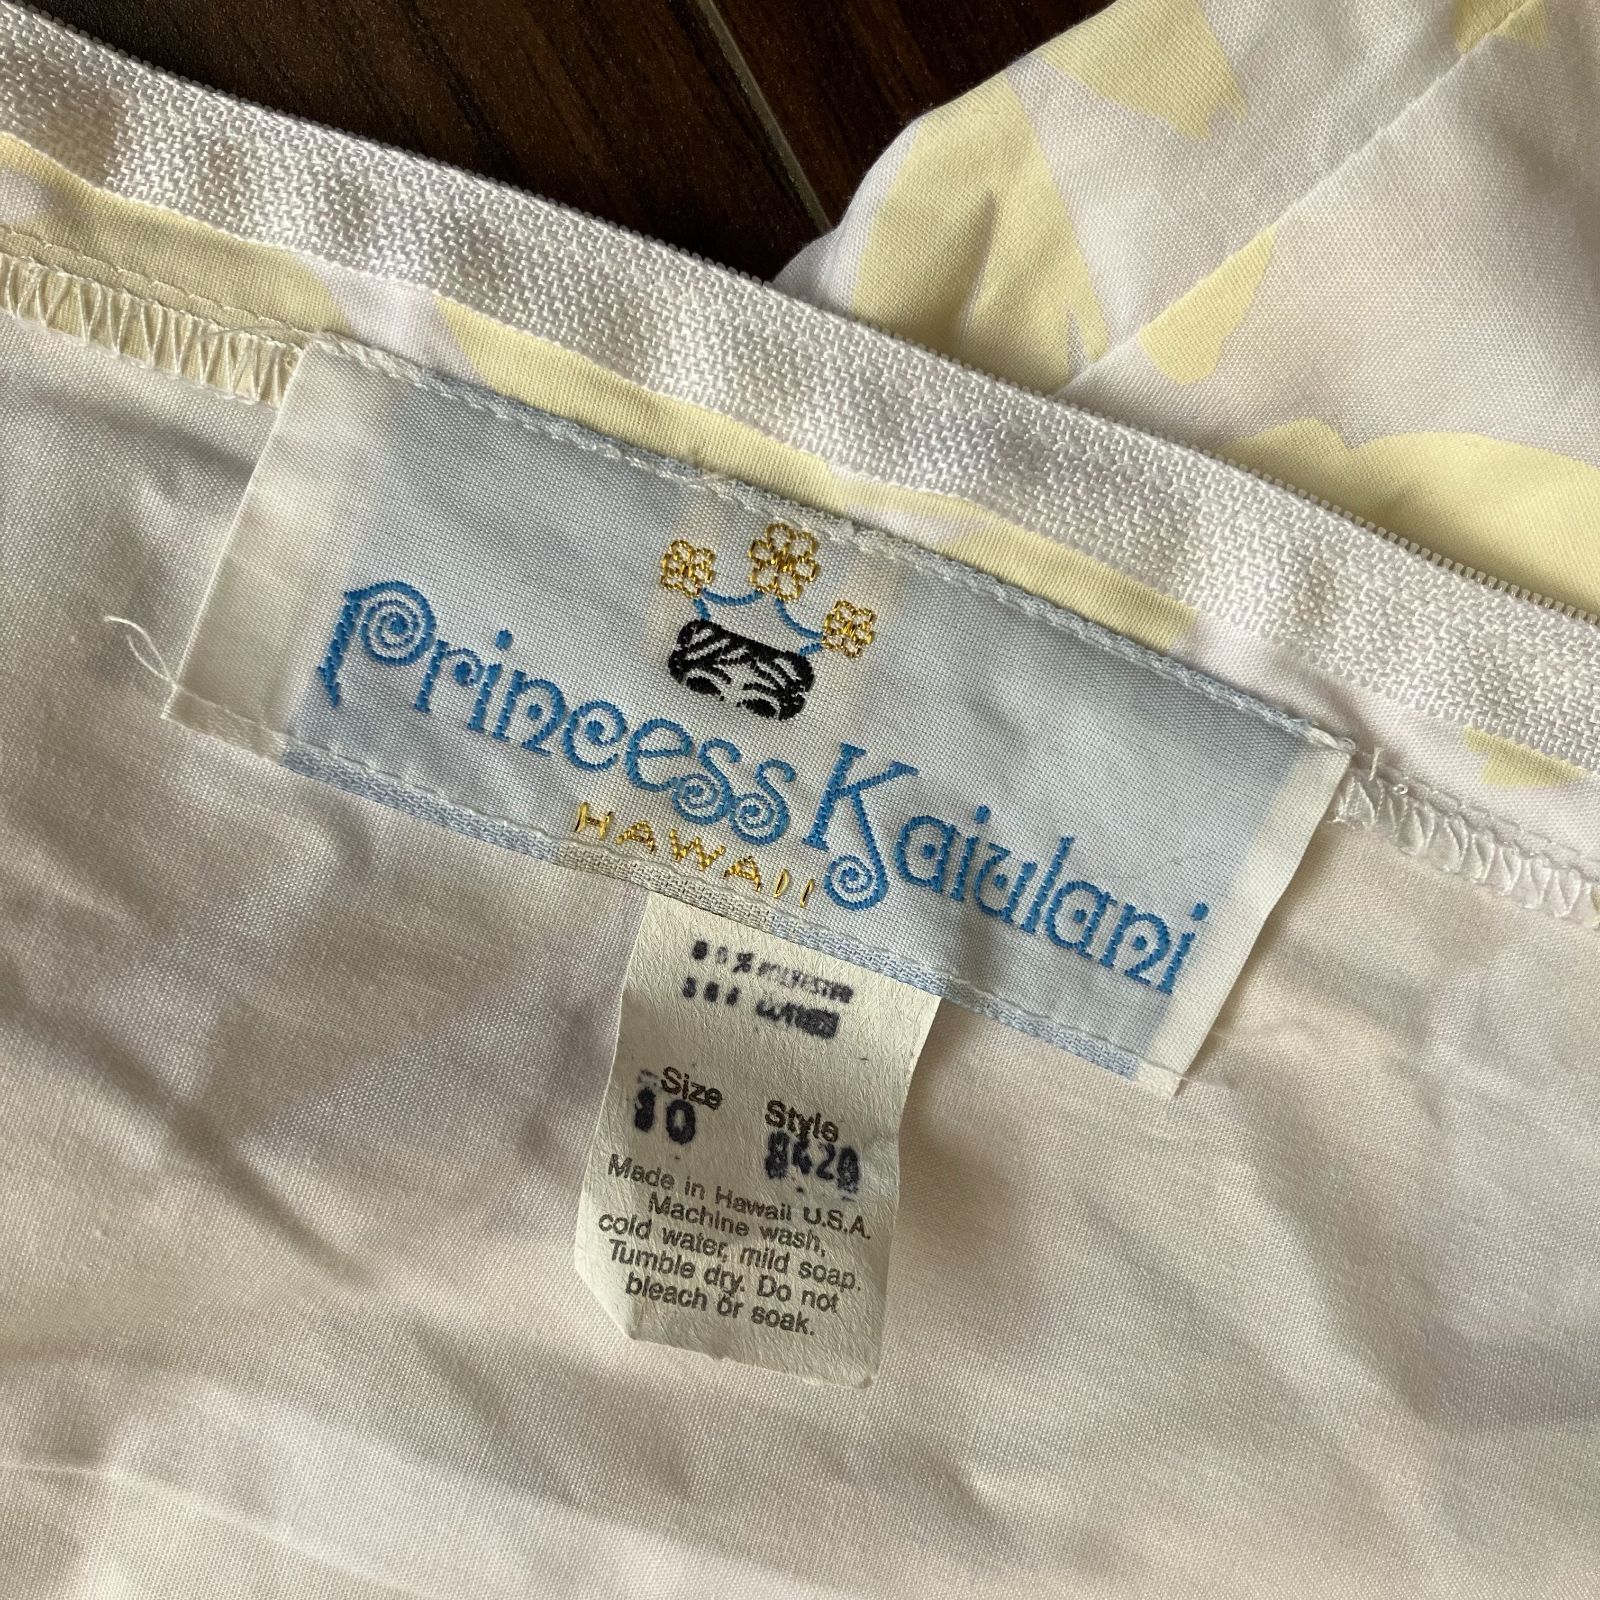 Princess Kaiulani
HAWAII
POLYESTER
Size
Style
Made in Hawaii U.S.A.
Machine wash,
cold water, mild soap.
Tumble dry. Do not
bleach or soak.